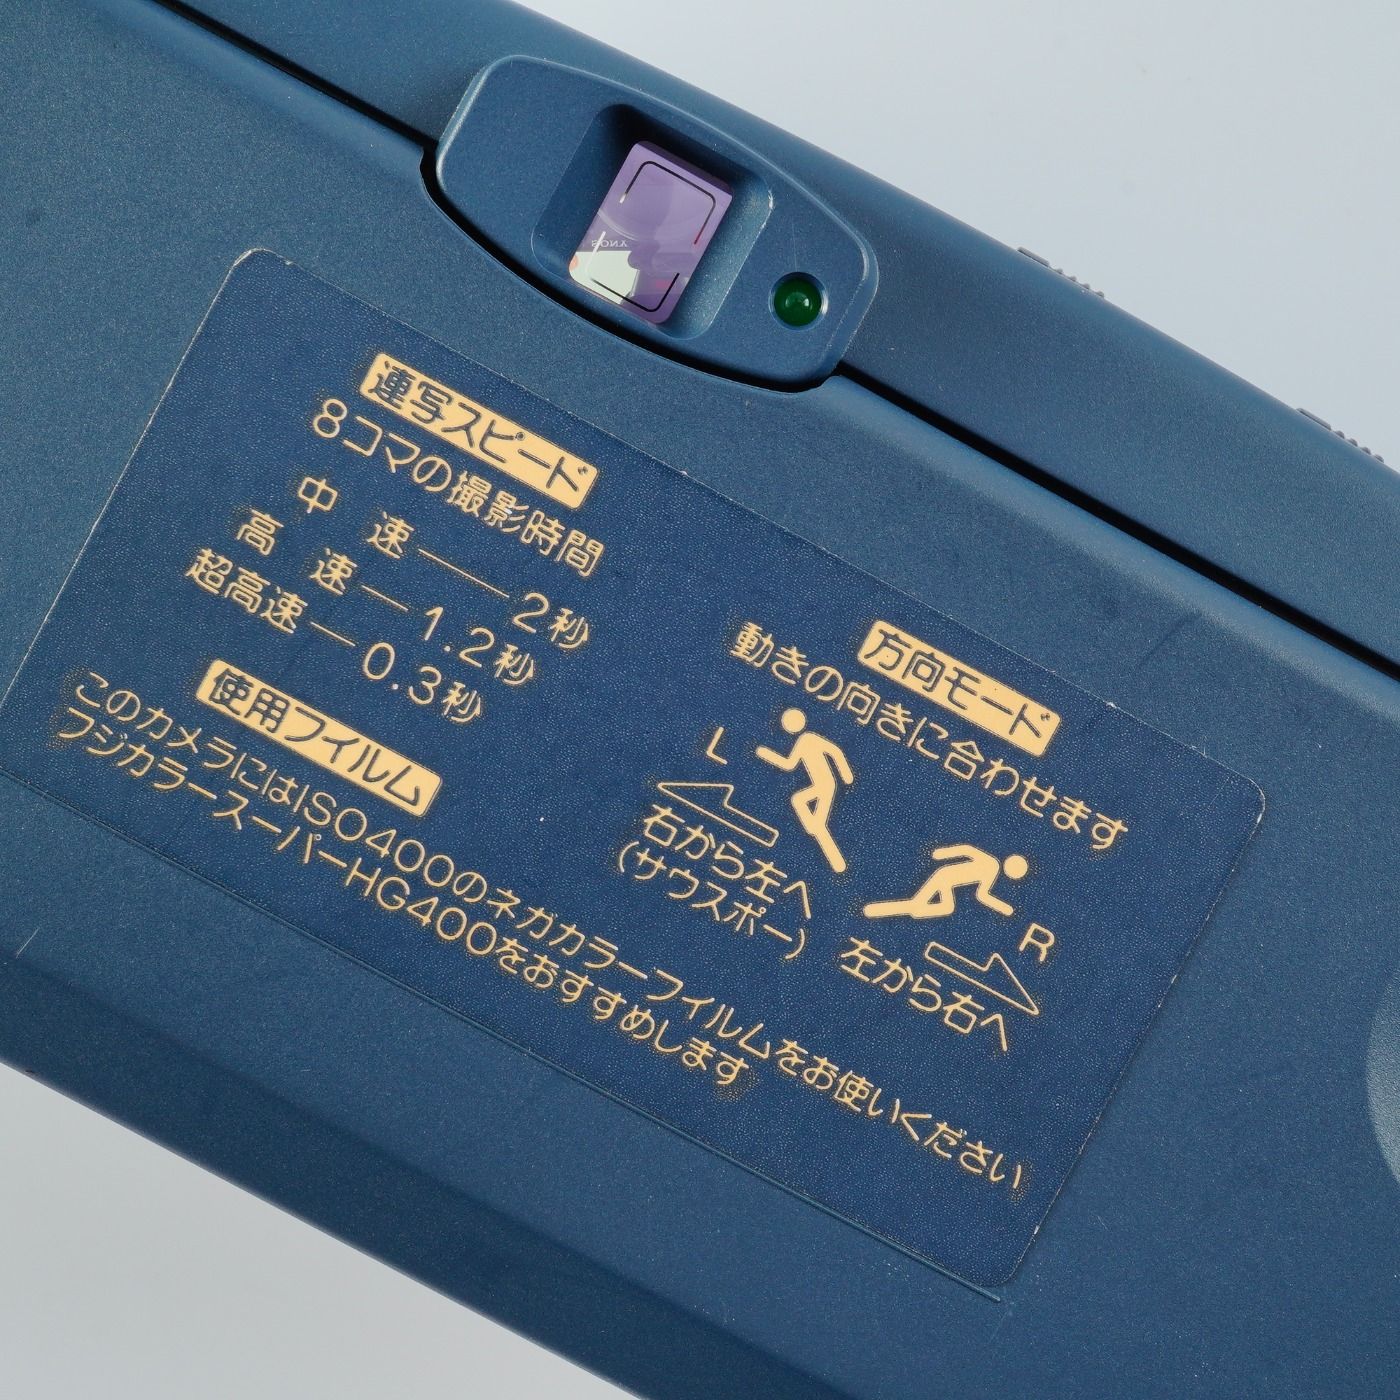 SONY
連写スピード
8コマの撮影時間
中　速――2秒
高　速―1.2秒
超高速―0.3秒
使用フィルム
このカメラにはISO400のネガカラーフィルムをお使いください
フジカラースーパーHG400をおすすめします
方向モード
動きの向きに合わせます
L
右から左へ
(サウスポー)
R
左から右へ